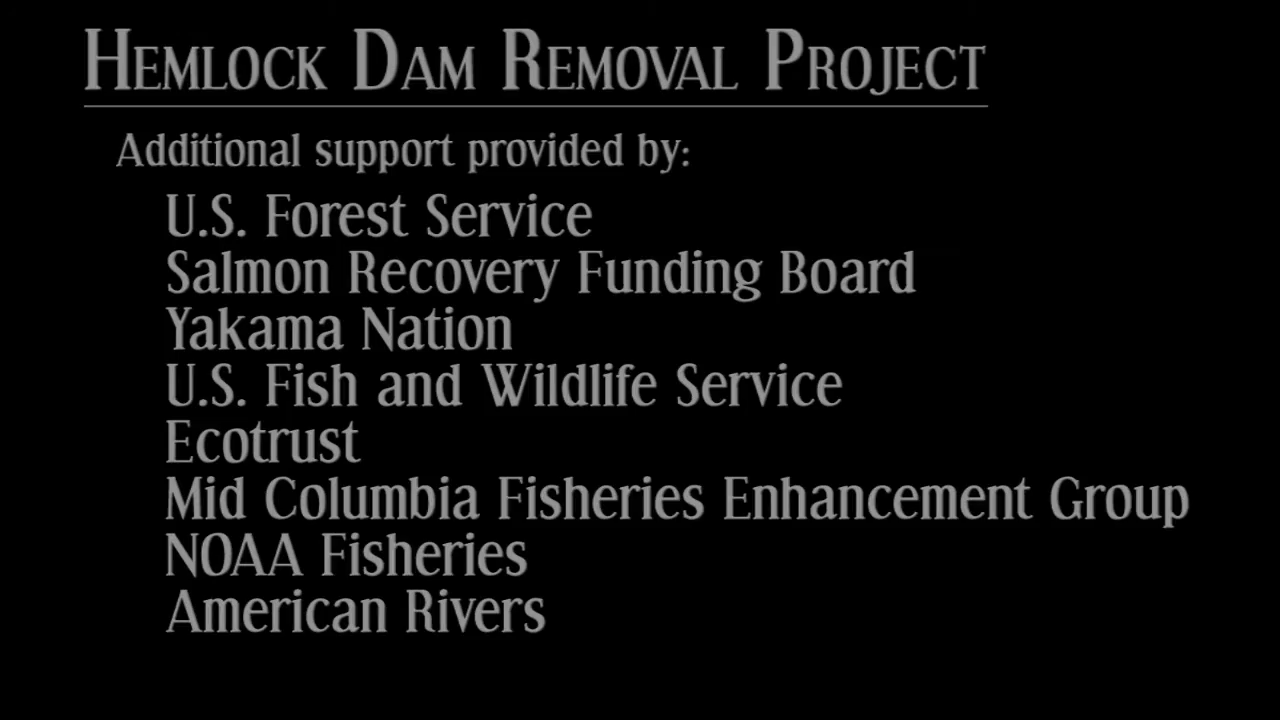 Hemlock Dam Removal Project
Additional support provided by:
U.S. Forest Service
Salmon Recovery Funding Board
Yakama Nation
U.S. Fish and Wildlife Service
Ecotrust
Mid Columbia Fisheries Enhancement Group
NOAA Fisheries
American Rivers